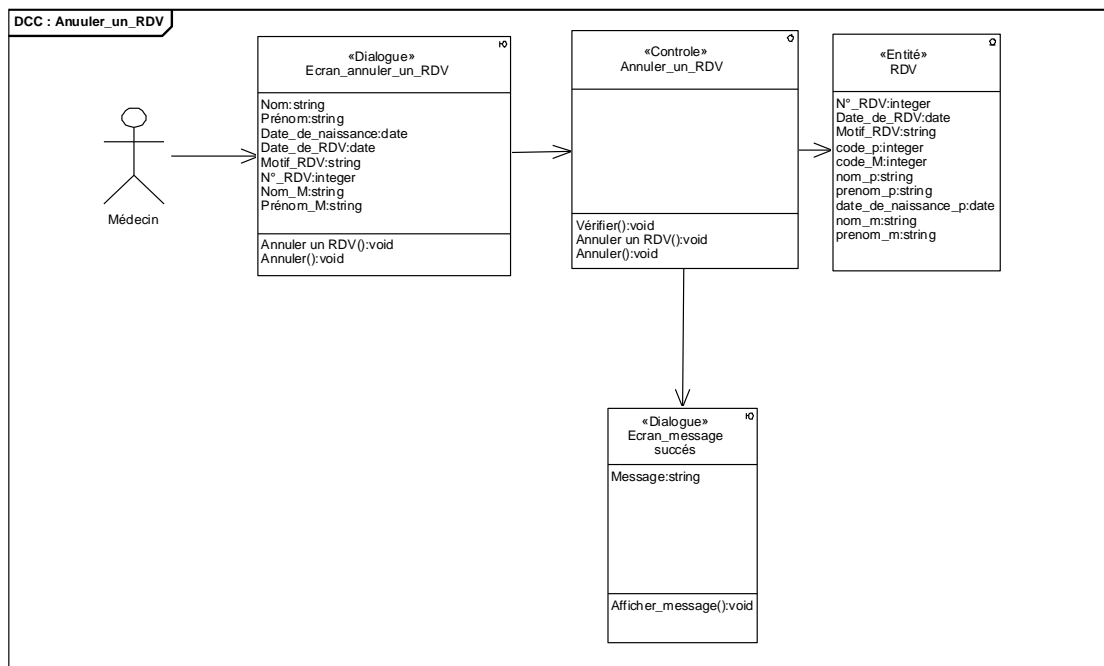 DCC : Anuuler_un_RDV
Médecin
«Dialogue»
Ecran_annuler_un_RDV
Nom:string
Prénom:string
Date_de_naissance:date
Date_de_RDV:date
Motif_RDV:string
N°_RDV:integer
Nom_M:string
Prénom_M:string
Annuler un RDV():void
Annuler():void
«Controle»
Annuler_un_RDV
Vérifier():void
Annuler un RDV():void
Annuler():void
«Entité»
RDV
N°_RDV:integer
Date_de_RDV:date
Motif_RDV:string
code_p:integer
code_M:integer
nom_p:string
prenom_p:string
date_de_naissance_p:date
nom_m:string
prenom_m:string
«Dialogue»
Ecran_message
succés
Message:string
Afficher_message():void